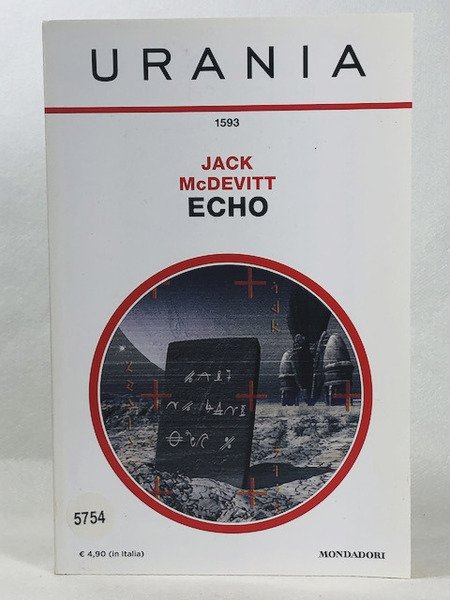 URANIA
1593
JACK
McDEVITT
ECHO
5754
€ 4,90 (in Italia)
MONDADORI